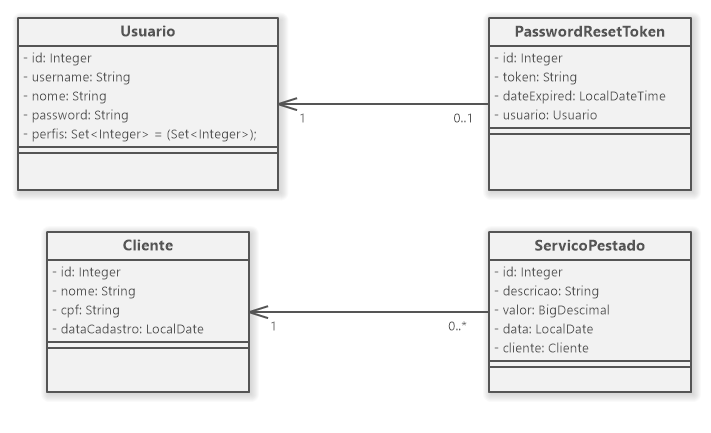 Usuario
- id: Integer
- username: String
- nome: String
- password: String
- perfis: Set<Integer> = (Set<Integer>);
PasswordResetToken
- id: Integer
- token: String
- dateExpired: LocalDateTime
- usuario: Usuario
1
0..1
Cliente
- id: Integer
- nome: String
- cpf: String
- dataCadastro: LocalDate
ServicoPestado
- id: Integer
- descricao: String
- valor: BigDescimal
- data: LocalDate
- cliente: Cliente
1
0..*